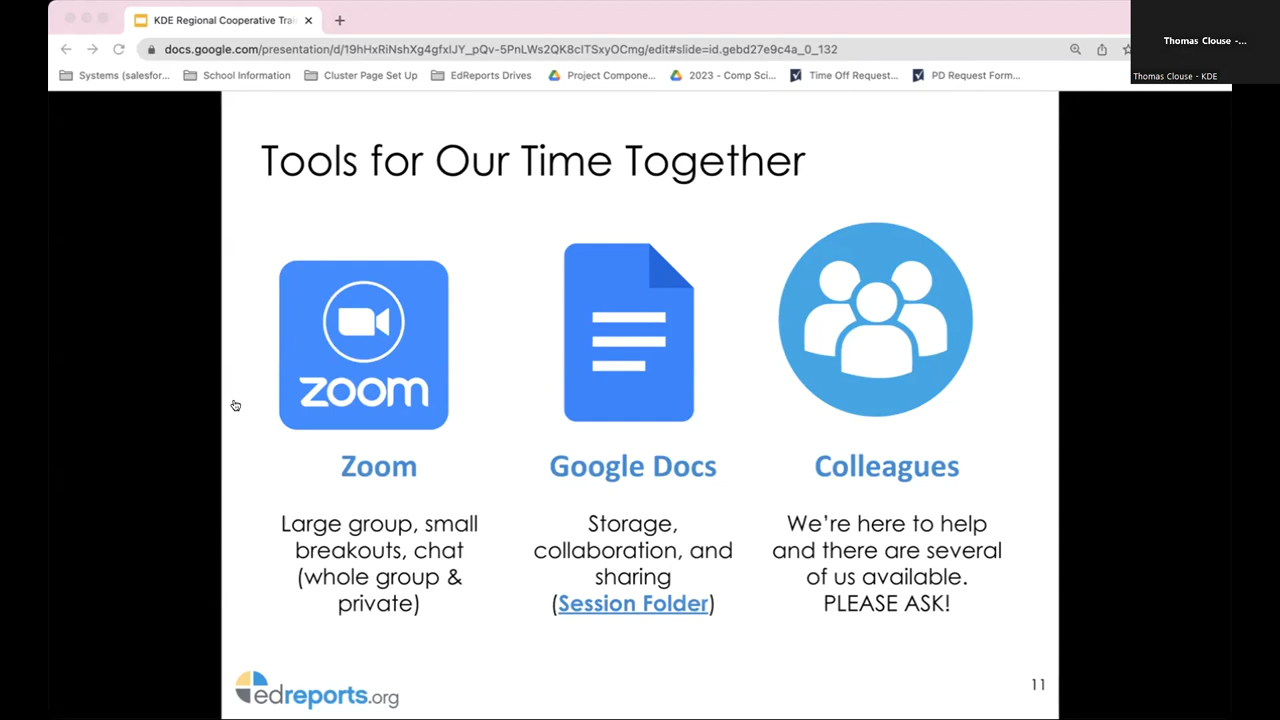 KDE Regional Cooperative Trai
docs.google.com/presentation/d/19hHxRiNshXg4gfxlJY_pQv-5PnLWs2QK8cITSxyOCmg/edit#slide=id.gebd27e9c4a_0_132
Systems (salesfor...
School Information
Cluster Page Set Up
EdReports Drives
Project Compone...
2023 - Comp Sci...
Time Off Request...
PD Request Form...
Thomas Clouse -...
Thomas Clouse - KDE
Tools for Our Time Together
zoom
Zoom
Large group, small
breakouts, chat
(whole group &
private)
Google Docs
Storage,
collaboration, and
sharing
(Session Folder)
Colleagues
We're here to help
and there are several
of us available.
PLEASE ASK!
edreports.org
11